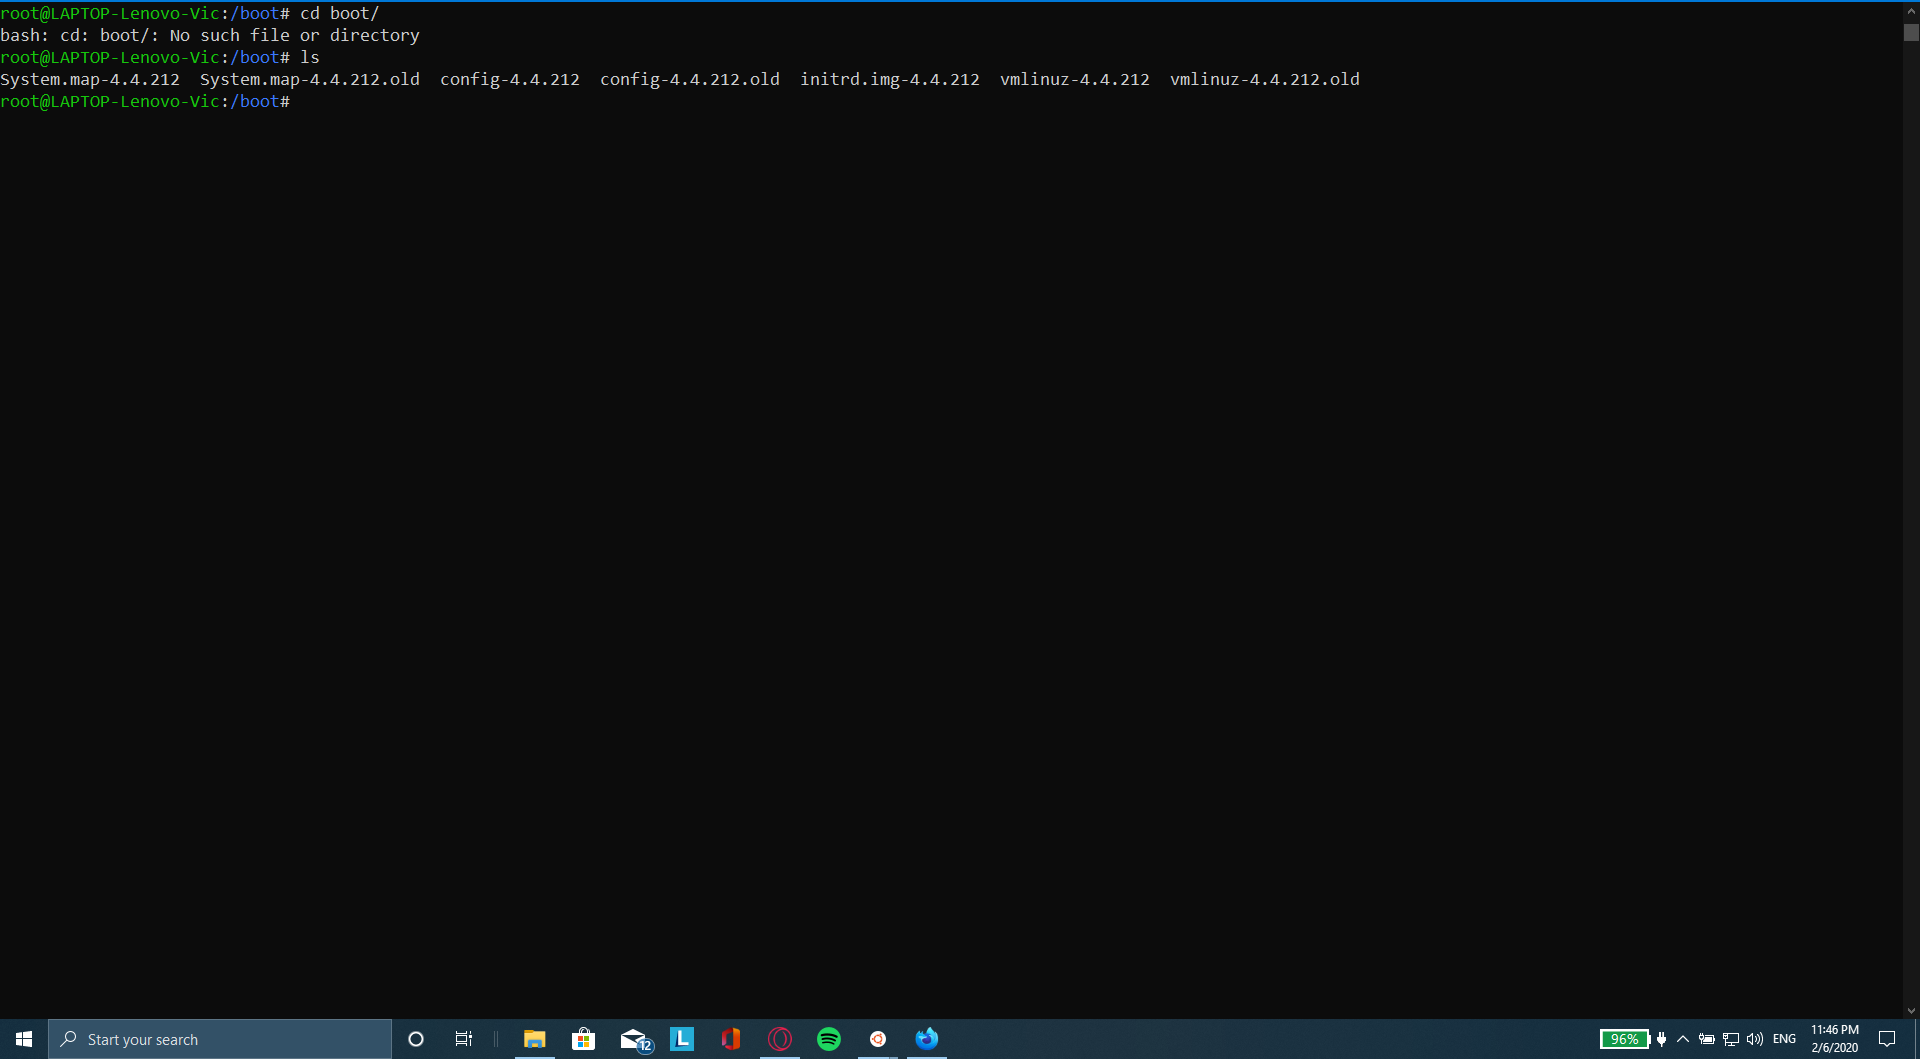 root@LAPTOP-Lenovo-Vic:/boot# cd boot/
bash: cd: boot/: No such file or directory
root@LAPTOP-Lenovo-Vic:/boot# ls
System.map-4.4.212  System.map-4.4.212.old  config-4.4.212  config-4.4.212.old  initrd.img-4.4.212  vmlinuz-4.4.212  vmlinuz-4.4.212.old
root@LAPTOP-Lenovo-Vic:/boot#
Start your search
12
L
96%
ENG
11:46 PM
2/6/2020